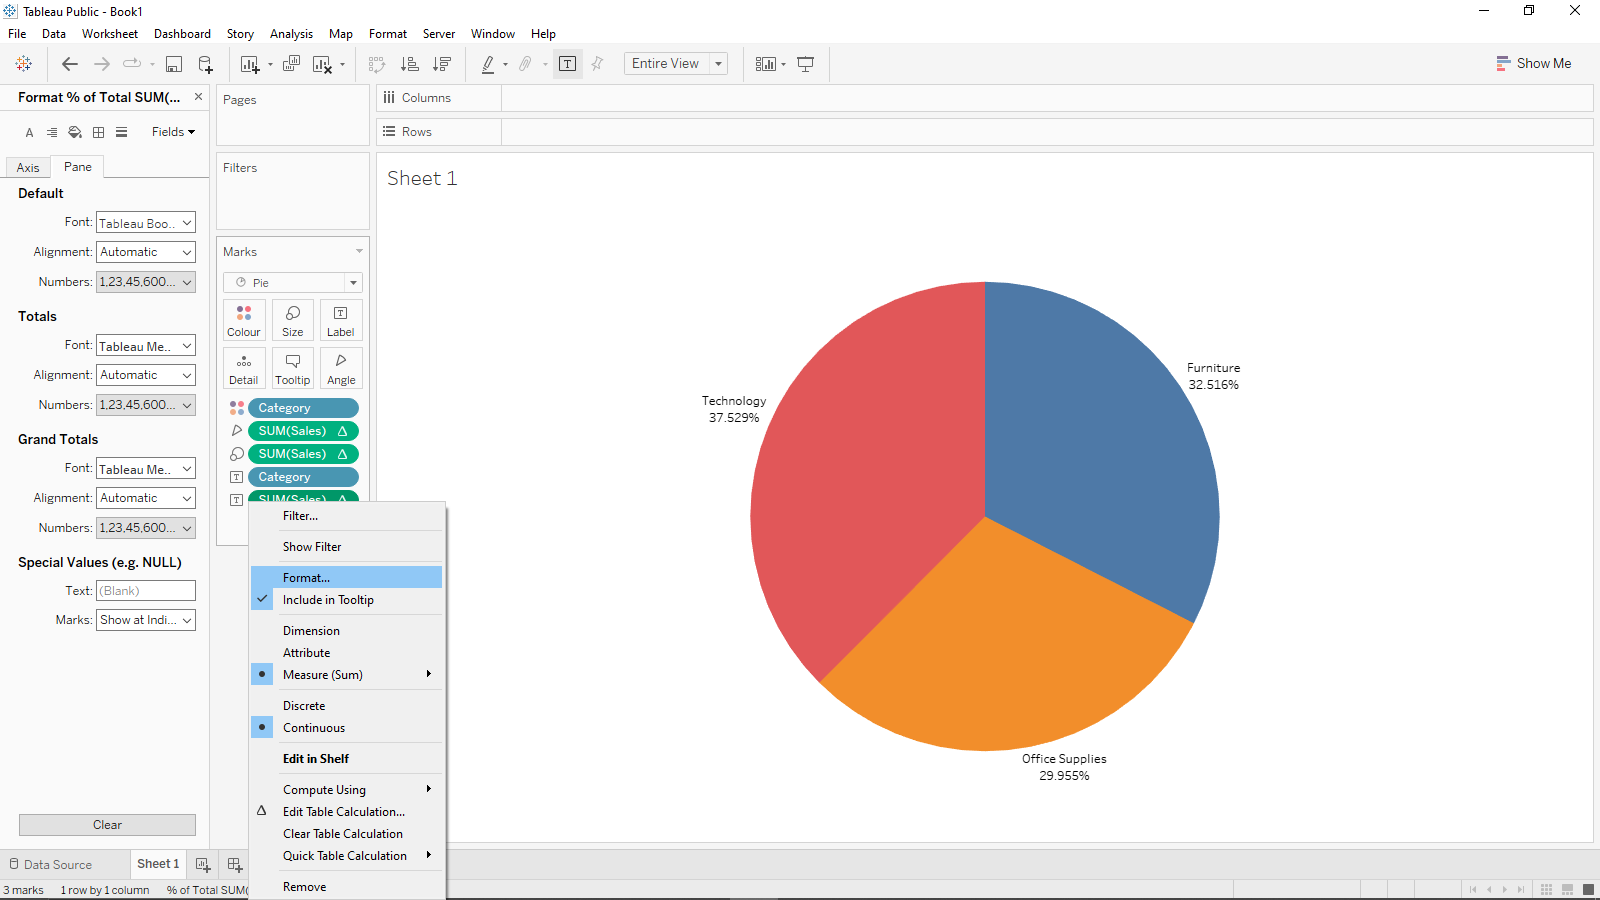 Tableau Public - Book1
File Data Worksheet Dashboard Story Analysis Map Format Server Window Help
Entire View
Show Me
Format % of Total SUM(...
Fields
Axis Pane
Default
Font: Tableau Boo..
Alignment: Automatic
Numbers: 1,23,45,600...
Totals
Font: Tableau Me..
Alignment: Automatic
Numbers: 1,23,45,600...
Grand Totals
Font: Tableau Me..
Alignment: Automatic
Numbers: 1,23,45,600...
Special Values (e.g. NULL)
Text: (Blank)
Marks: Show at Indi...
Clear
Pages
Filters
Marks
Pie
Colour Size Label
Detail Tooltip Angle
Category
SUM(Sales)
SUM(Sales)
Category
SUM(Sales)
Filter...
Show Filter
Format...
Include in Tooltip
Dimension
Attribute
Measure (Sum)
Discrete
Continuous
Edit in Shelf
Compute Using
Edit Table Calculation...
Clear Table Calculation
Quick Table Calculation
Remove
Columns
Rows
Sheet 1
Furniture
32.516%
Technology
37.529%
Office Supplies
29.955%
Data Source Sheet 1
3 marks 1 row by 1 column % of Total SUM(